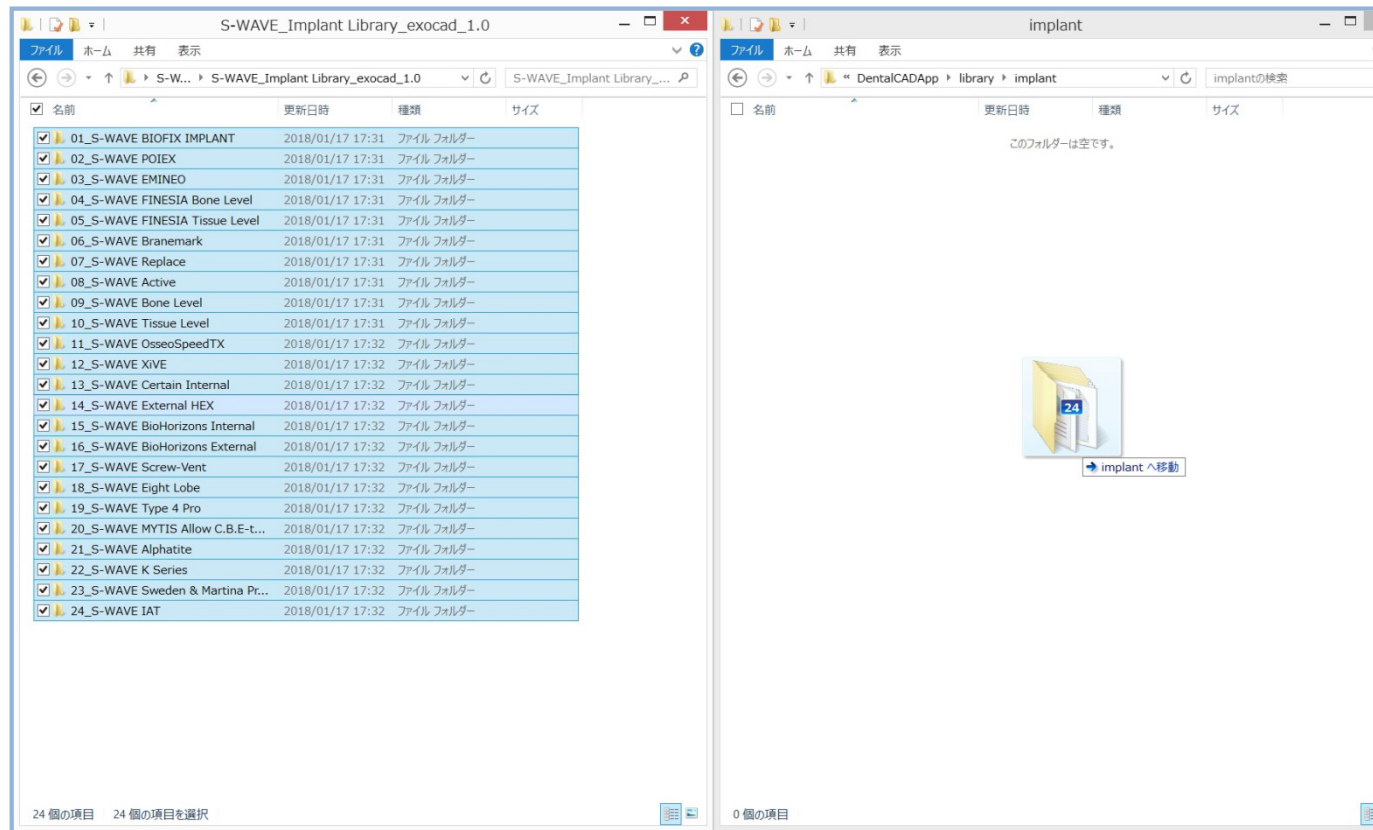 S-WAVE_Implant Library_exocad_1.0
ファイル ホーム 共有 表示
S-W... S-WAVE_Implant Library_exocad_1.0 S-WAVE_Implant Library_...
名前 更新日時 種類 サイズ
01_S-WAVE BIOFIX IMPLANT 2018/01/17 17:31 ファイル フォルダー
02_S-WAVE POIEX 2018/01/17 17:31 ファイル フォルダー
03_S-WAVE EMINEO 2018/01/17 17:31 ファイル フォルダー
04_S-WAVE FINESIA Bone Level 2018/01/17 17:31 ファイル フォルダー
05_S-WAVE FINESIA Tissue Level 2018/01/17 17:31 ファイル フォルダー
06_S-WAVE Branemark 2018/01/17 17:31 ファイル フォルダー
07_S-WAVE Replace 2018/01/17 17:31 ファイル フォルダー
08_S-WAVE Active 2018/01/17 17:31 ファイル フォルダー
09_S-WAVE Bone Level 2018/01/17 17:31 ファイル フォルダー
10_S-WAVE Tissue Level 2018/01/17 17:31 ファイル フォルダー
11_S-WAVE OsseoSpeedTX 2018/01/17 17:32 ファイル フォルダー
12_S-WAVE XiVE 2018/01/17 17:32 ファイル フォルダー
13_S-WAVE Certain Internal 2018/01/17 17:32 ファイル フォルダー
14_S-WAVE External HEX 2018/01/17 17:32 ファイル フォルダー
15_S-WAVE BioHorizons Internal 2018/01/17 17:32 ファイル フォルダー
16_S-WAVE BioHorizons External 2018/01/17 17:32 ファイル フォルダー
17_S-WAVE Screw-Vent 2018/01/17 17:32 ファイル フォルダー
18_S-WAVE Eight Lobe 2018/01/17 17:32 ファイル フォルダー
19_S-WAVE Type 4 Pro 2018/01/17 17:32 ファイル フォルダー
20_S-WAVE MYTIS Allow C.B.E-t... 2018/01/17 17:32 ファイル フォルダー
21_S-WAVE Alphatite 2018/01/17 17:32 ファイル フォルダー
22_S-WAVE K Series 2018/01/17 17:32 ファイル フォルダー
23_S-WAVE Sweden & Martina Pr... 2018/01/17 17:32 ファイル フォルダー
24_S-WAVE IAT 2018/01/17 17:32 ファイル フォルダー
24 個の項目 24 個の項目を選択
implant
ファイル ホーム 共有 表示
« DentalCADApp library implant implantの検索
名前 更新日時 種類 サイズ
このフォルダーは空です。
24
implant へ移動
0 個の項目